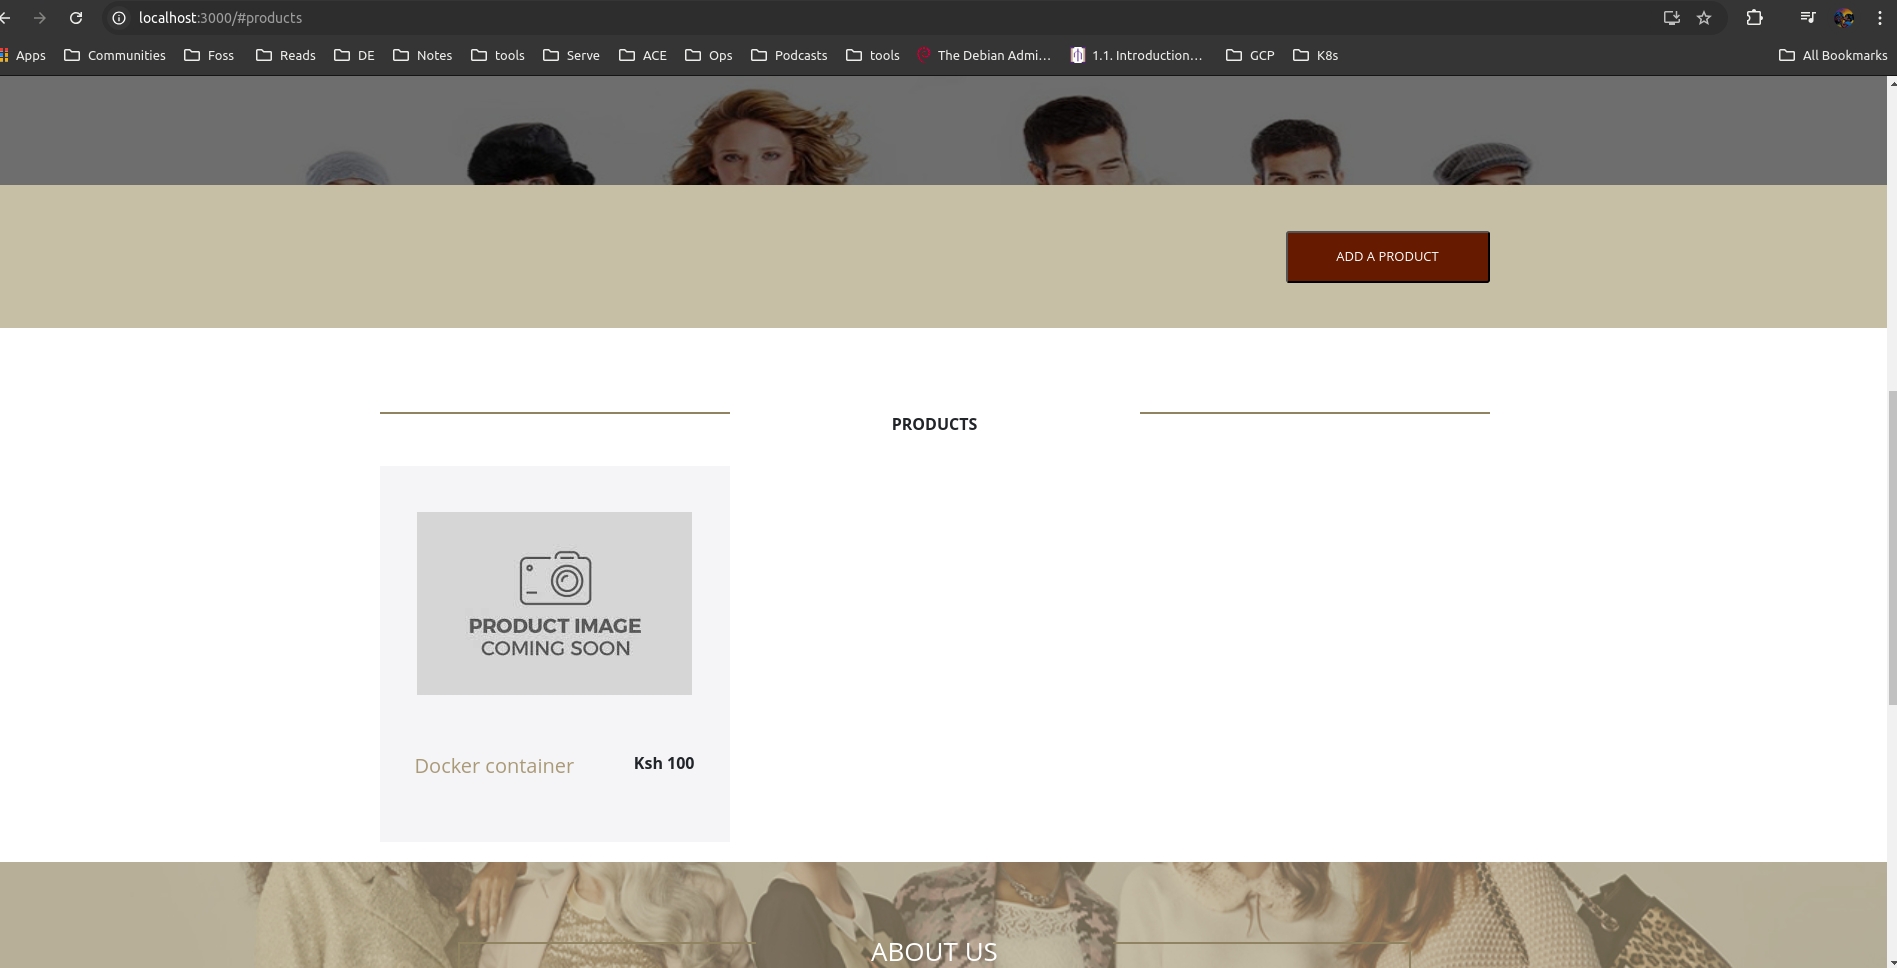 localhost:3000/#products
Apps Communities Foss Reads DE Notes tools Serve ACE Ops Podcasts tools The Debian Admi... 1.1. Introduction... GCP K8s All Bookmarks
ADD A PRODUCT
PRODUCTS
PRODUCT IMAGE
COMING SOON
Docker container Ksh 100
ABOUT US